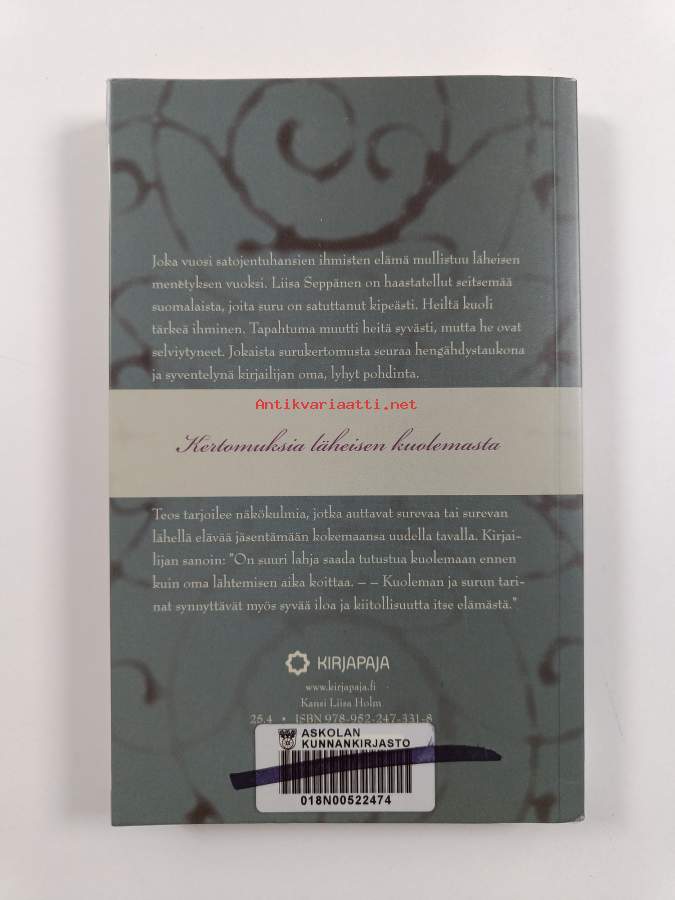 Joka vuosi satojentuhansien ihmisten elämä mullistuu läheisen
menetyksen vuoksi. Liisa Seppänen on haastatellut seitsemää
suomalaista, joita suru on satuttanut kipeästi. Heiltä kuoli
tärkeä ihminen. Tapahtuma muutti heitä syvästi, mutta he ovat
selviytyneet. Jokaista surukertomusta seuraa hengähdystaukona
ja syventelynä kirjailijan oma, lyhyt pohdinta.
Antikvariaatti.net
Kertomuksia läheisen kuolemasta
Teos tarjoilee näkökulmia, jotka auttavat surevaa tai surevan
lähellä elävää jäsentämään kokemaansa uudella tavalla. Kirjai-
lijan sanoin: "On suuri lahja saada tutustua kuolemaan ennen
kuin oma lähtemisen aika koittaa. – – Kuoleman ja surun tari-
nat synnyttävät myös syvää iloa ja kiitollisuutta itse elämästä."
KIRJAPAJA
www.kirjapaja.fi
Kansi Liisa Holm
25.4 • ISBN 978-952-247-331-8
ASKOLAN
KUNNANKIRJASTO
018N00522474